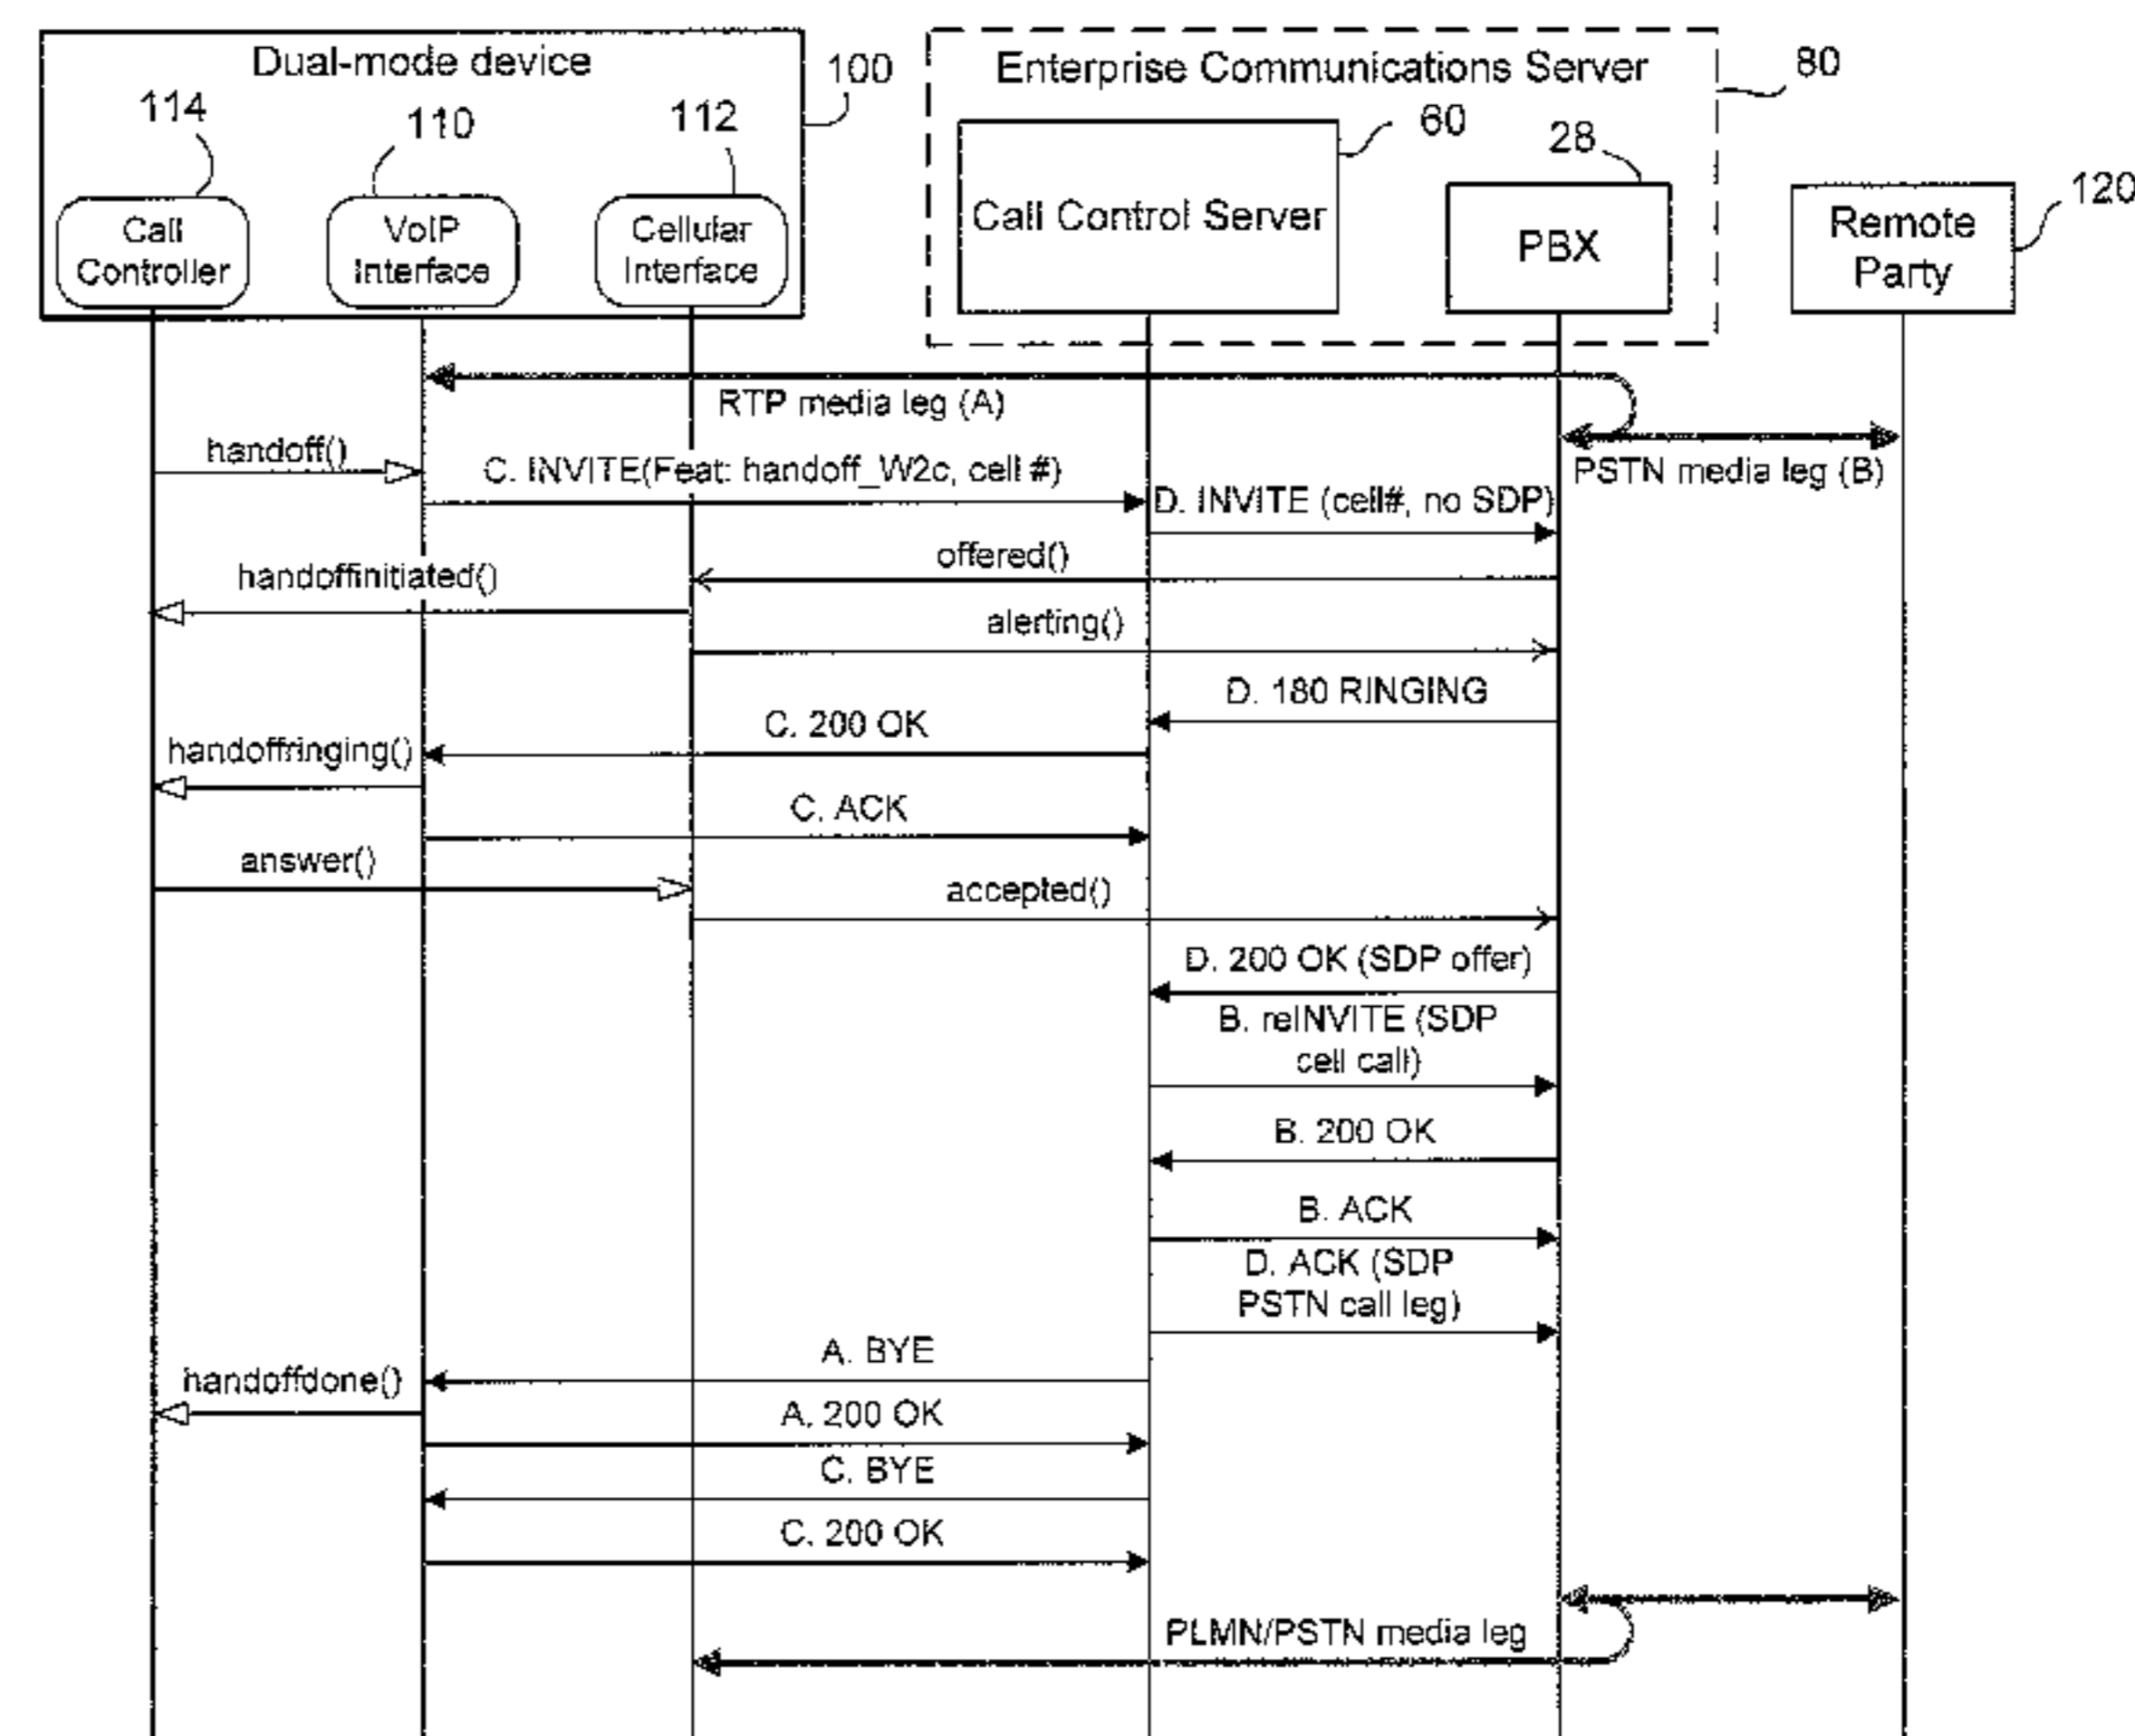 Dual-mode device
100
Enterprise Communications Server
80
114
110
112
60
28
120
Call
Controller
VoIP
Interface
Cellular
Interface
Call Control Server
PBX
Remote
Party
RTP media leg (A)
handoff()
C. INVITE(Feat: handoff_W2c, cell #)
PSTN media leg (B)
D. INVITE (cell#, no SDP)
offered()
handoffinitiated()
alerting()
D. 180 RINGING
C. 200 OK
handoffringing()
C. ACK
answer()
accepted()
D. 200 OK (SDP offer)
B. reINVITE (SDP
cell call)
B. 200 OK
B. ACK
D. ACK (SDP
PSTN call leg)
A. BYE
handoffdone()
A. 200 OK
C. BYE
C. 200 OK
PLMN/PSTN media leg